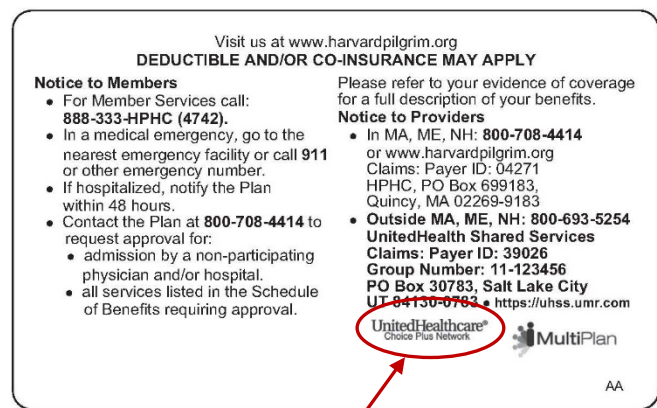 Visit us at www.harvardpilgrim.org
DEDUCTIBLE AND/OR CO-INSURANCE MAY APPLY
Notice to Members
• For Member Services call:
888-333-HPHC (4742).
• In a medical emergency, go to the
nearest emergency facility or call 911
or other emergency number.
• If hospitalized, notify the Plan
within 48 hours.
• Contact the Plan at 800-708-4414 to
request approval for:
• admission by a non-participating
physician and/or hospital.
• all services listed in the Schedule
of Benefits requiring approval.
Please refer to your evidence of coverage
for a full description of your benefits.
Notice to Providers
• In MA, ME, NH: 800-708-4414
or www.harvardpilgrim.org
Claims: Payer ID: 04271
HPHC, PO Box 699183,
Quincy, MA 02269-9183
• Outside MA, ME, NH: 800-693-5254
UnitedHealth Shared Services
Claims: Payer ID: 39026
Group Number: 11-123456
PO Box 30783, Salt Lake City
UT 84130-0783 • https://uhss.umr.com
UnitedHealthcare®
Choice Plus Network
MultiPlan
AA